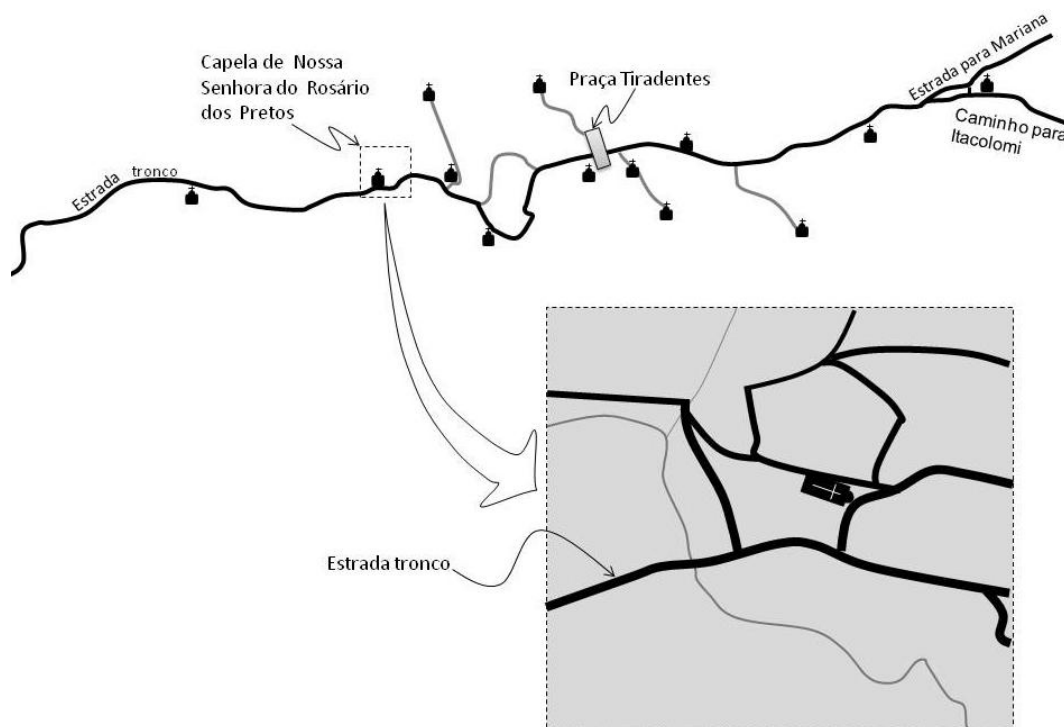 Capela de Nossa
Senhora do Rosário
dos Pretos
Praça Tiradentes
Estrada para Mariana
Caminho para
Itacolomi
Estrada tronco
Estrada tronco